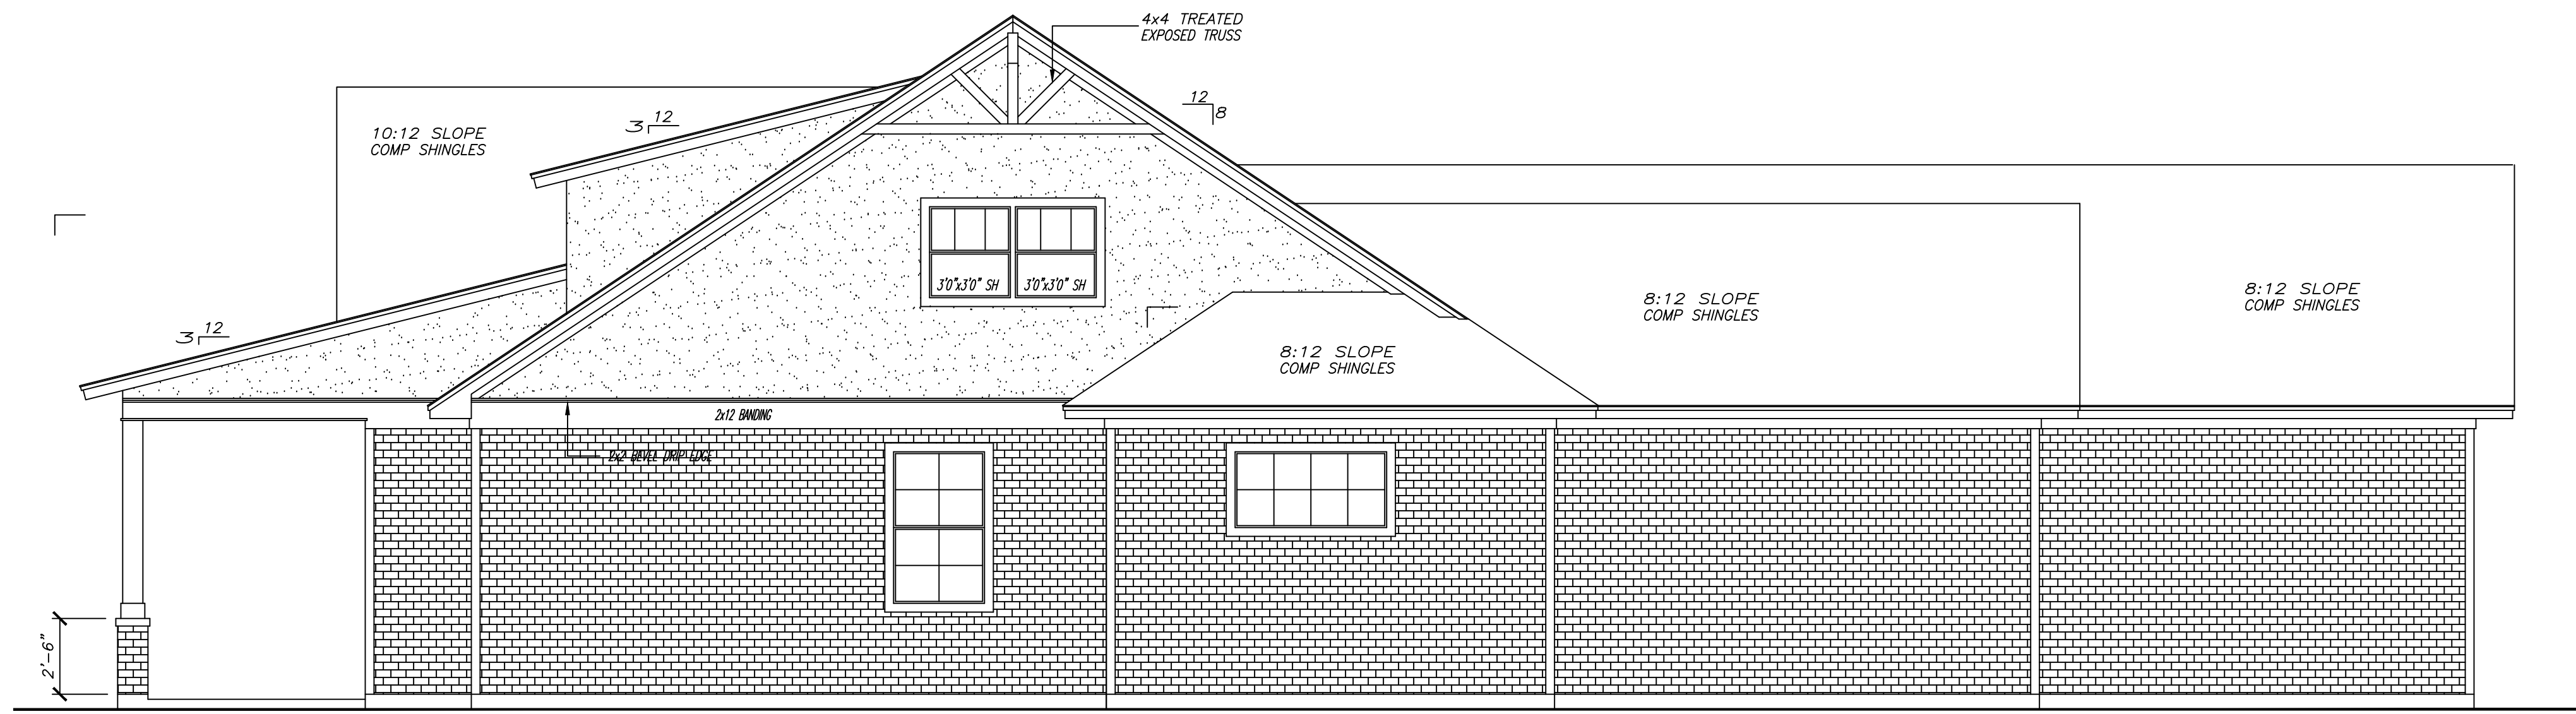 4x4 TREATED
EXPOSED TRUSS
12
8
12
3
10:12 SLOPE
COMP SHINGLES
3'0"x3'0" SH
3'0"x3'0" SH
8:12 SLOPE
COMP SHINGLES
8:12 SLOPE
COMP SHINGLES
12
3
8:12 SLOPE
COMP SHINGLES
2x12 BANDING
2x2 BEVEL DRIP EDGE
2'-6"